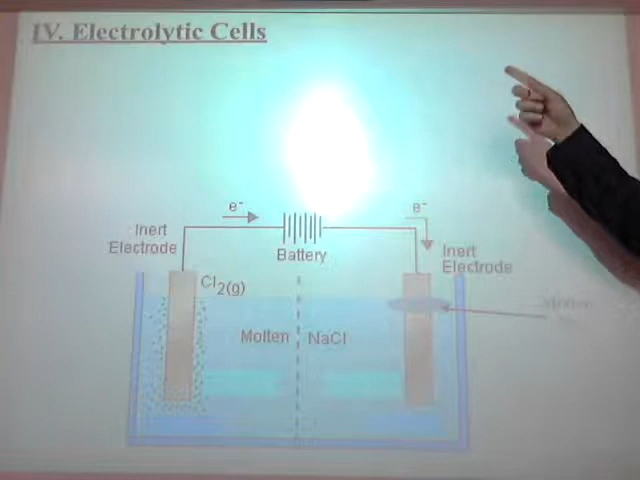 IV. Electrolytic Cells
e⁻
e⁻
Inert
Electrode
Battery
Inert
Electrode
Cl₂(g)
Molten
NaCl